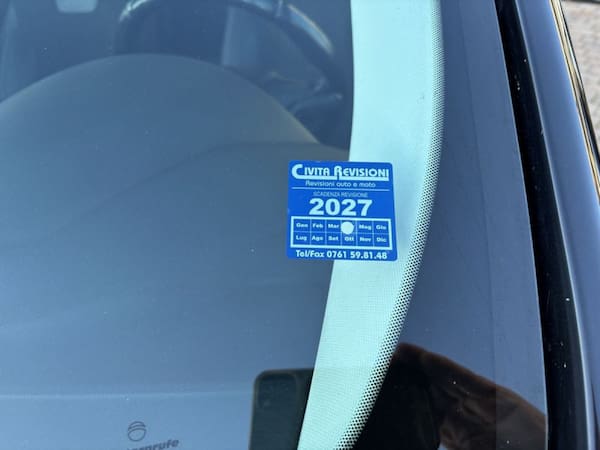 CIVITA REVISIONI
Revisioni auto e moto
SCADENZA REVISIONE
2027
Gen Feb Mar Mag Giu
Lug Ago Set Ott Nov Dic
Tel/Fax 0761 59.81.48